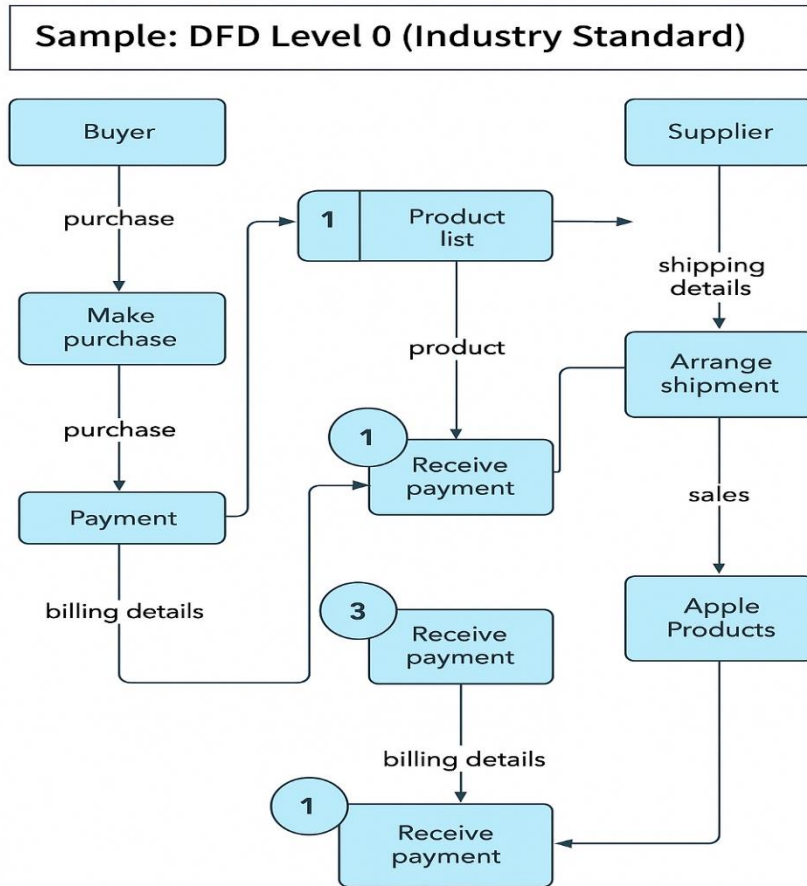 Sample: DFD Level 0 (Industry Standard)
Buyer
Supplier
purchase
1
Product
list
shipping
details
Make
purchase
product
Arrange
shipment
purchase
1
Receive
payment
Payment
sales
billing details
3
Receive
payment
Apple
Products
billing details
1
Receive
payment